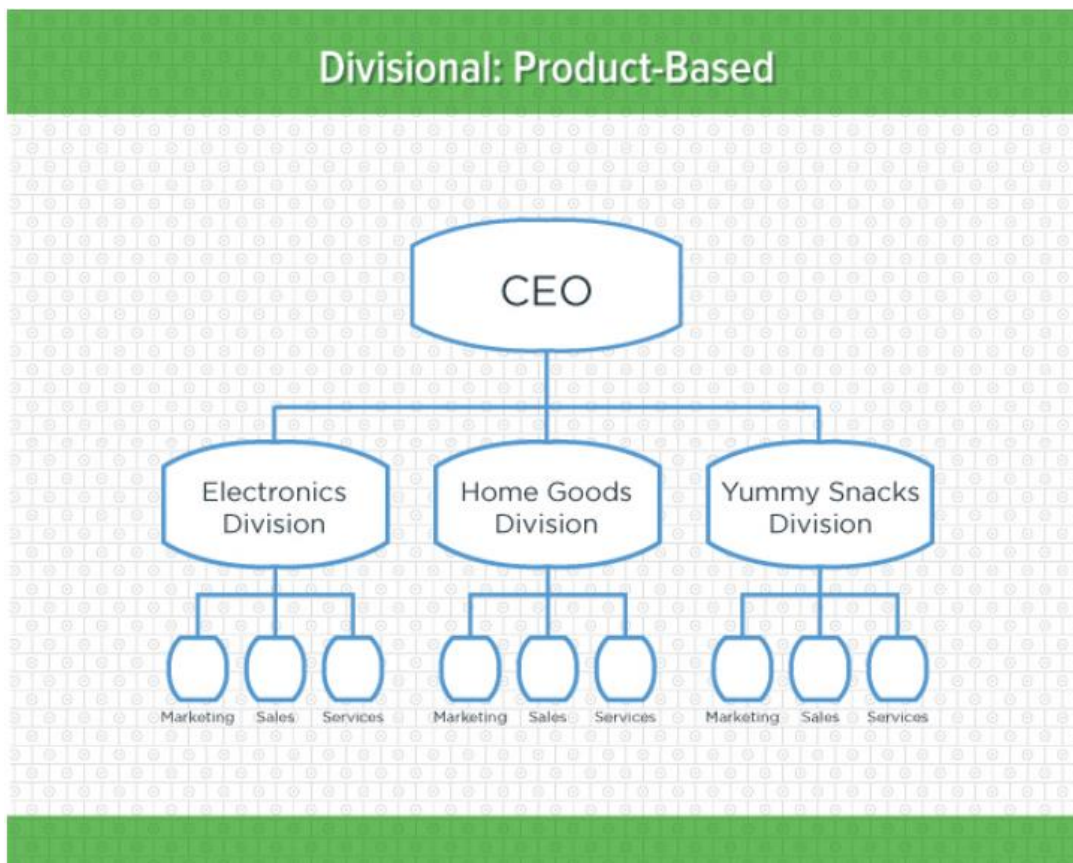 Divisional: Product-Based
CEO
Electronics
Division
Home Goods
Division
Yummy Snacks
Division
Marketing Sales Services
Marketing Sales Services
Marketing Sales Services